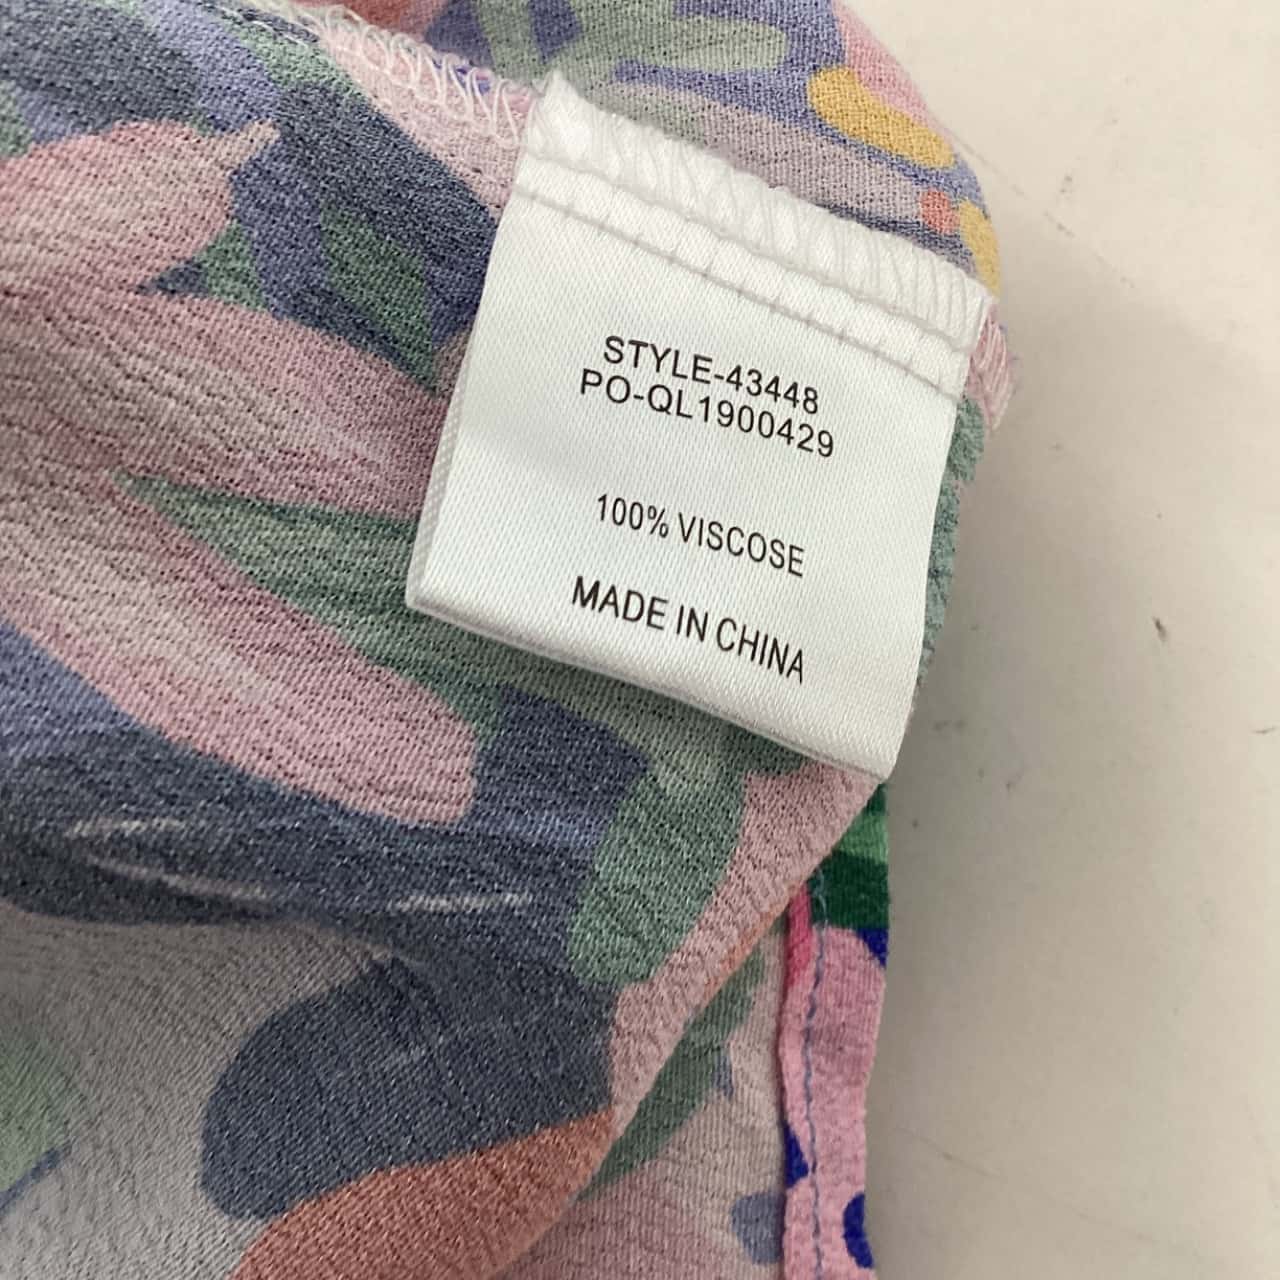 STYLE-43448
PO-QL1900429
100% VISCOSE
MADE IN CHINA